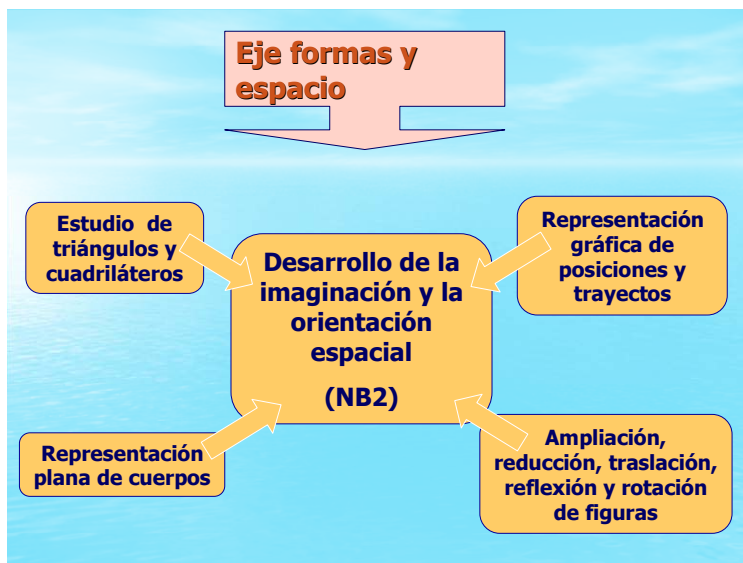 Eje formas y
espacio
Estudio de
triángulos y
cuadriláteros
Representación
gráfica de
posiciones y
trayectos
Desarrollo de la
imaginación y la
orientación
espacial
(NB2)
Representación
plana de cuerpos
Ampliación,
reducción, traslación,
reflexión y rotación
de figuras